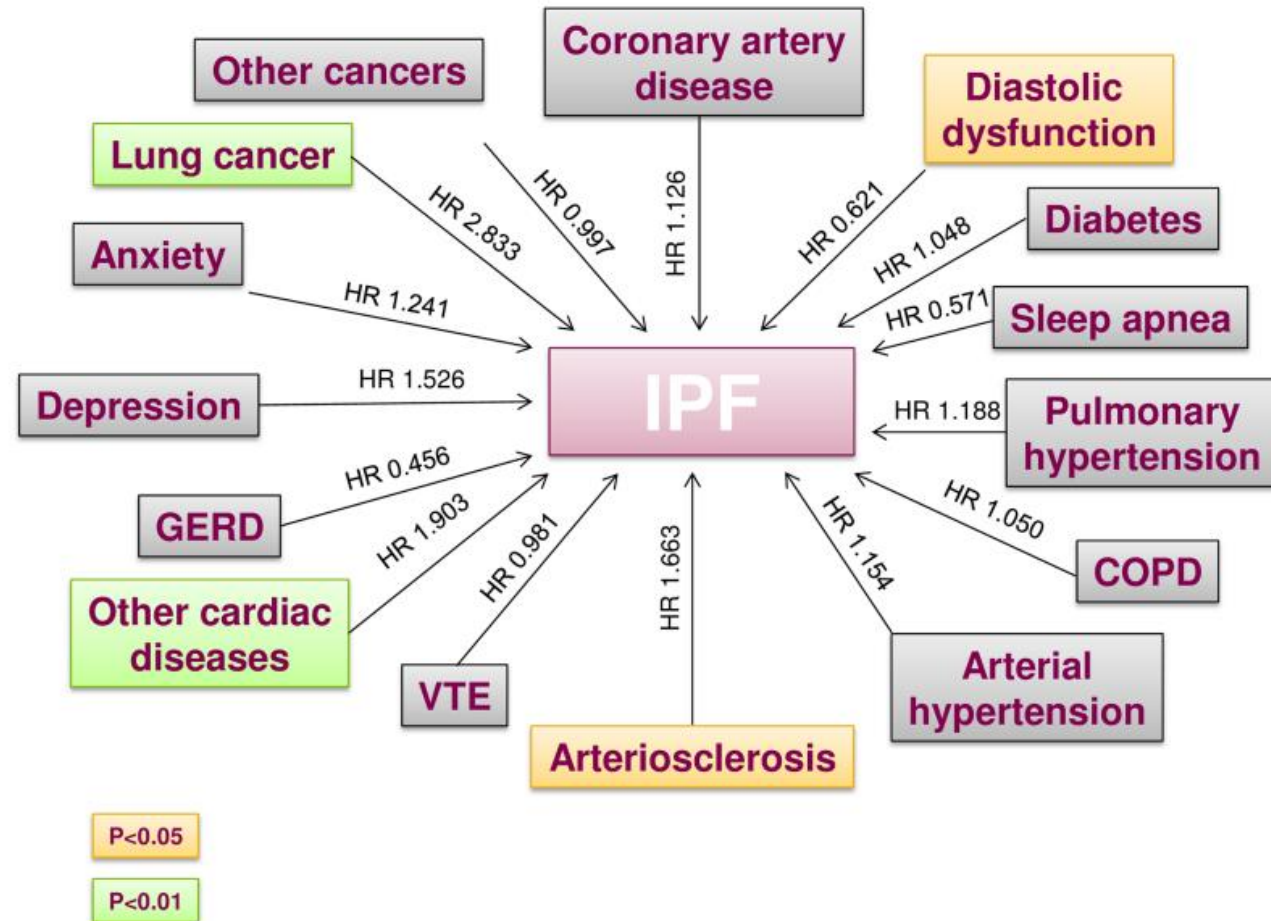 Coronary artery
disease
Other cancers
Diastolic
dysfunction
Lung cancer
HR 2.833
HR 0.997
HR 1.126
HR 0.621
Diabetes
HR 1.048
Anxiety
HR 1.241
HR 0.571
Sleep apnea
IPF
Depression
HR 1.526
HR 1.188
Pulmonary
hypertension
GERD
HR 0.456
HR 1.903
HR 0.981
HR 1.663
HR 1.154
HR 1.050
COPD
Other cardiac
diseases
VTE
Arterial
hypertension
Arteriosclerosis
P<0.05
P<0.01